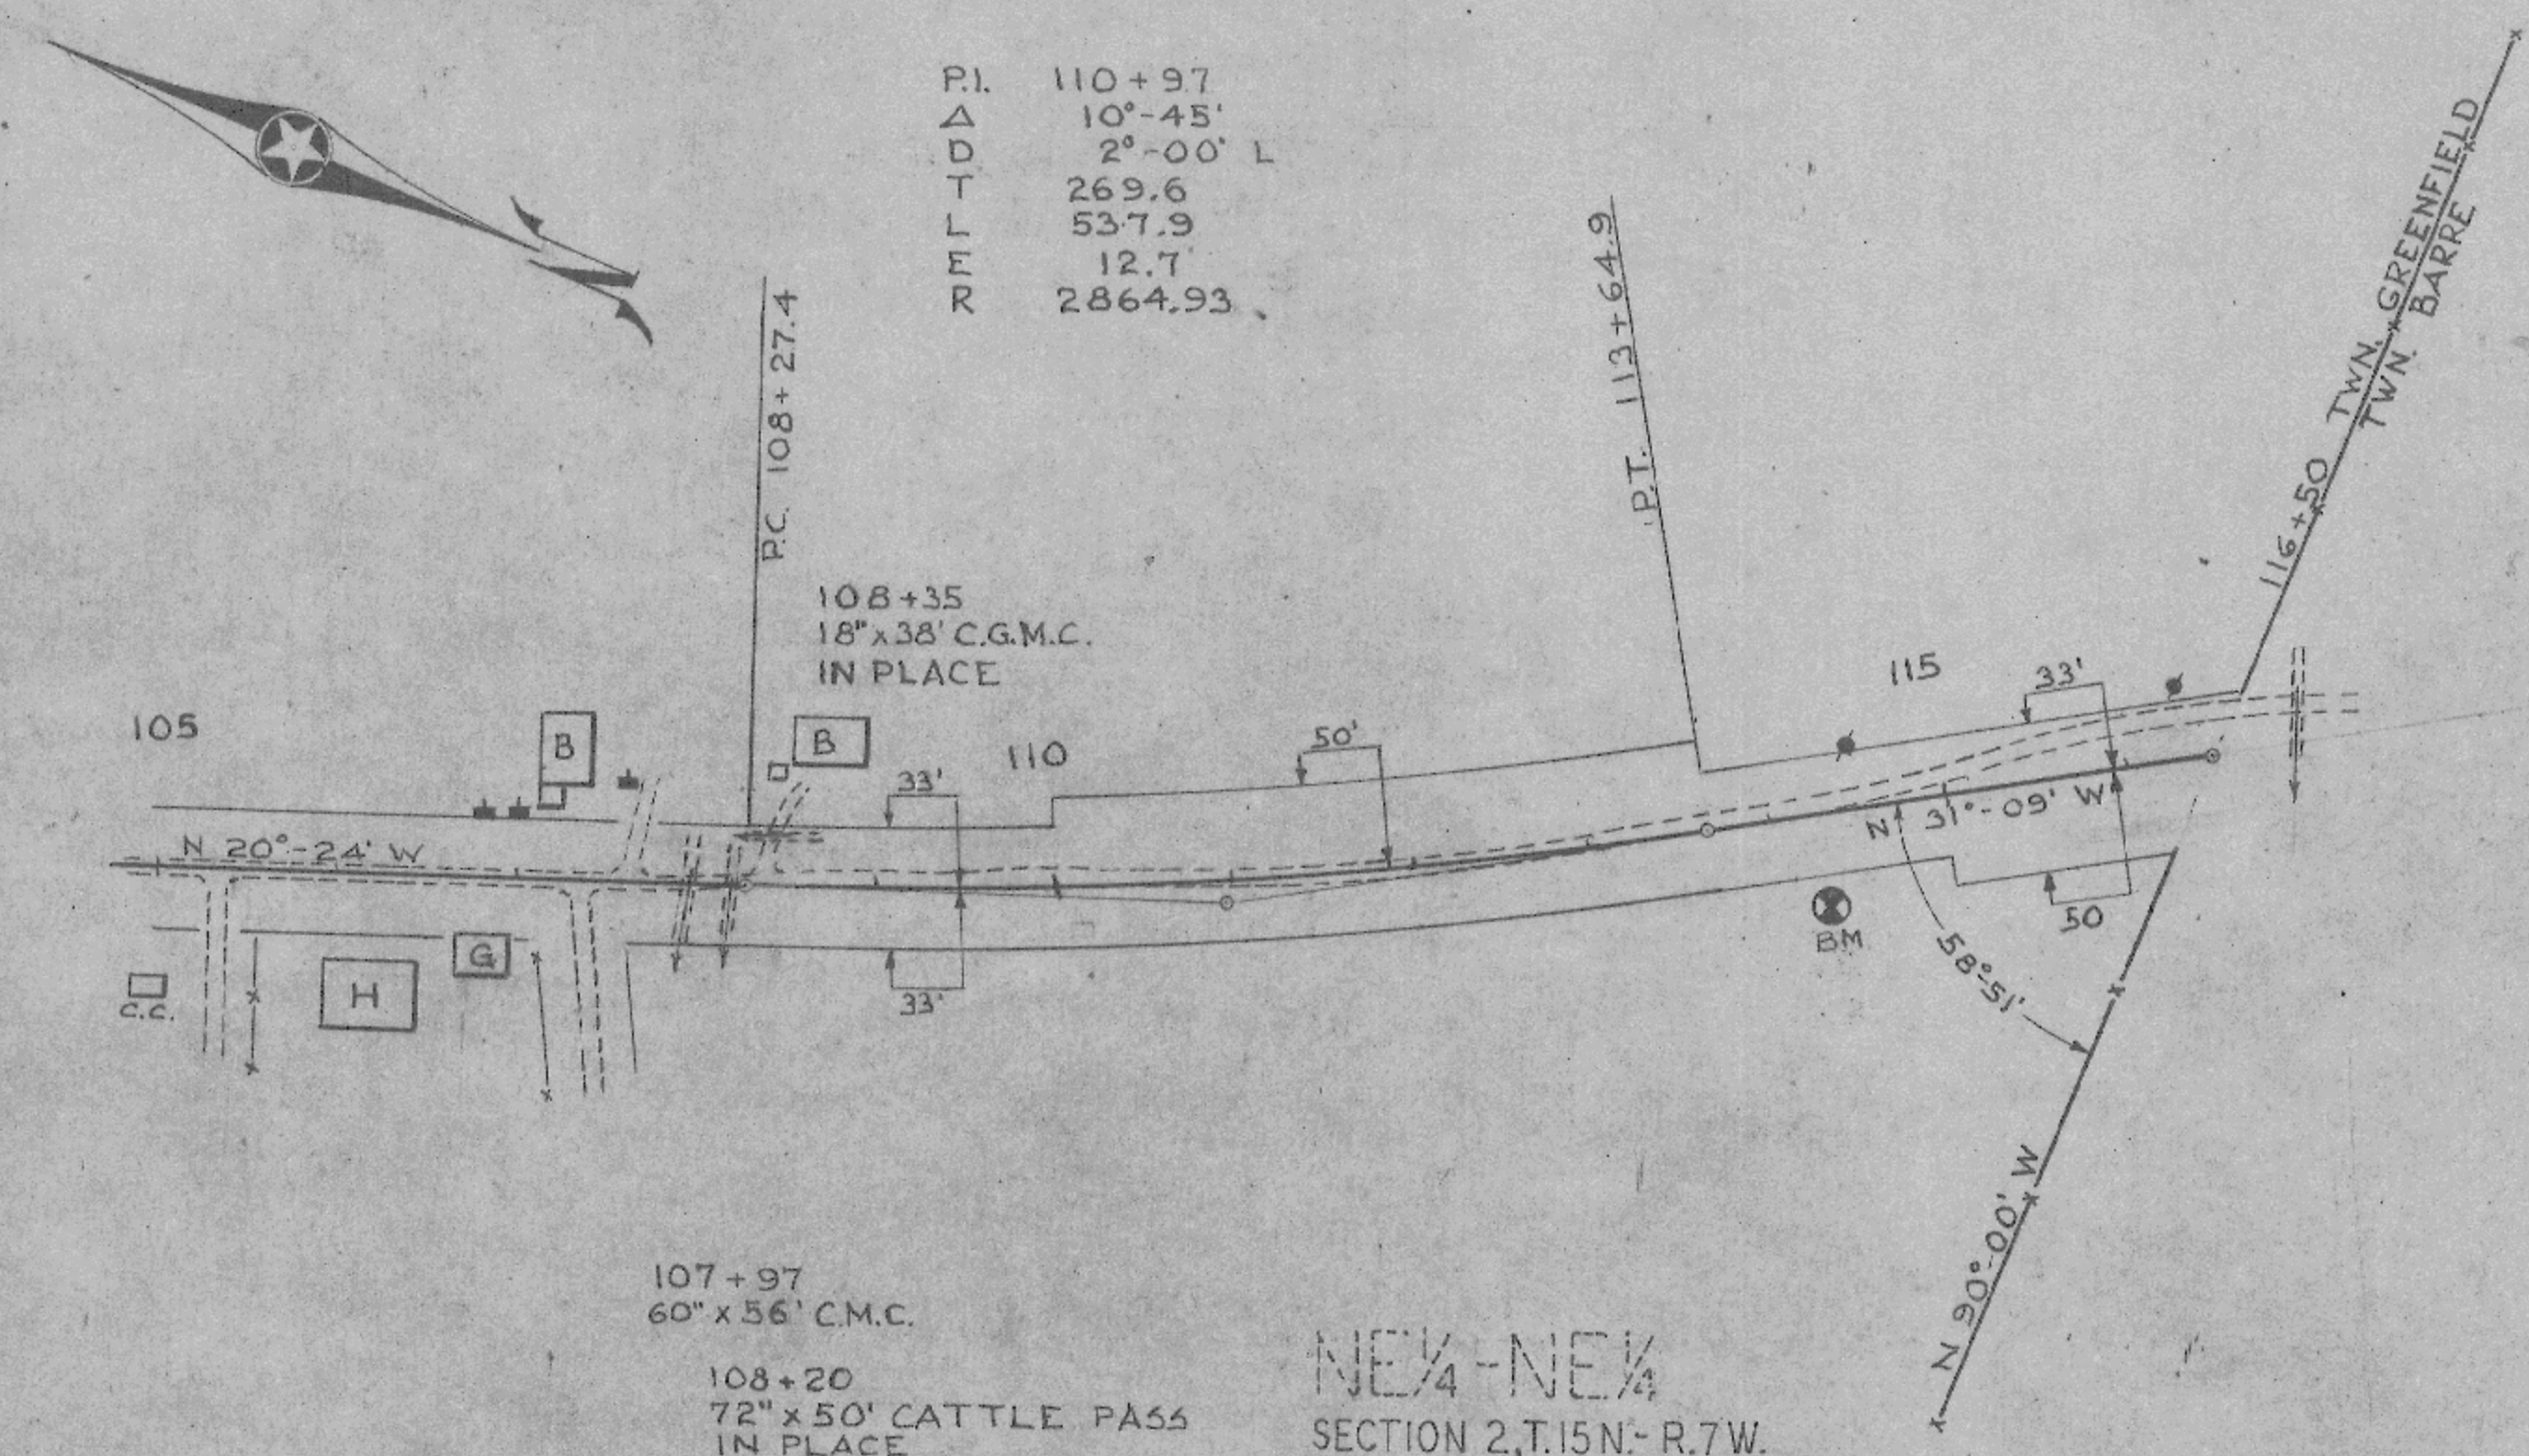 P.I. 110+97
Δ 10°-45'
D 2°-00' L
T 269.6
L 537.9
E 12.7
R 2864.93
P.C. 108+27.4
P.T. 113+64.9
116+50 TWN. GREENFIELD
TWN. BARRE
108+35
18" x 38' C.G.M.C.
IN PLACE
105
B
B
110
33'
50'
115
33'
N 20°-24' W
N 31°-09' W
C.C.
H
G
33'
BM
50
58°-51'
N 90°-00' W
107+97
60" x 56' C.M.C.
108+20
72" x 50' CATTLE PASS
IN PLACE
NE¼-NE¼
SECTION 2, T.15N.- R.7W.